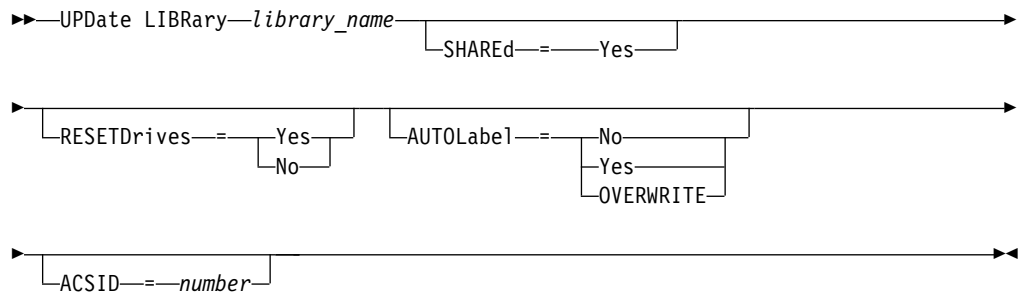 UPDate LIBRary library_name
SHAREd = Yes
RESETDrives = Yes AUTOLabel = No
No Yes
OVERWRITE
ACSID = number